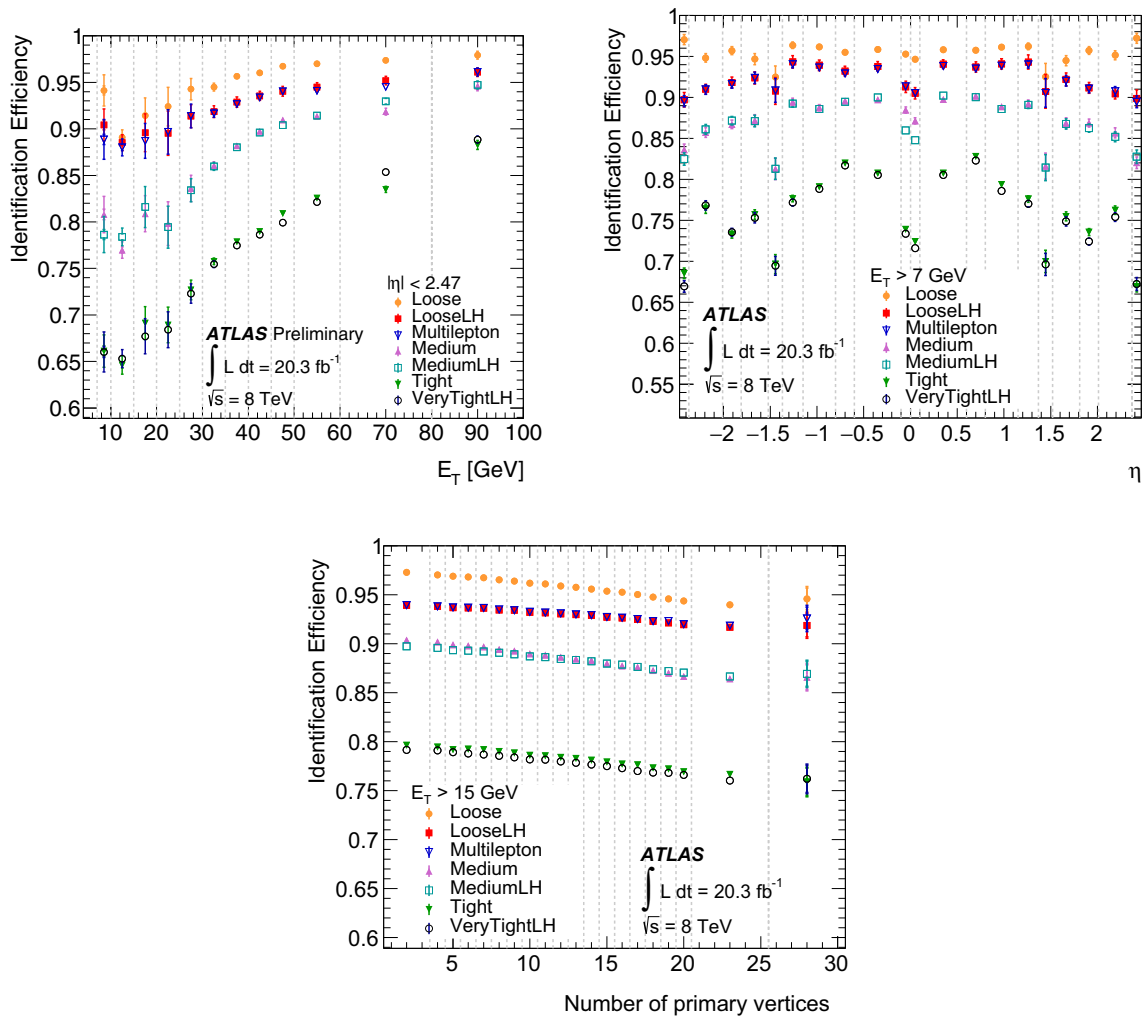 Identification Efficiency
1
0.95
0.9
0.85
0.8
0.75
0.7
0.65
0.6
|η| < 2.47
Loose
LooseLH
Multilepton
Medium
MediumLH
Tight
VeryTightLH
ATLAS Preliminary
∫ L dt = 20.3 fb⁻¹
√s = 8 TeV
10 20 30 40 50 60 70 80 90 100
E_T [GeV]
Identification Efficiency
1
0.95
0.9
0.85
0.8
0.75
0.7
0.65
0.6
0.55
E_T > 7 GeV
Loose
LooseLH
Multilepton
Medium
MediumLH
Tight
VeryTightLH
ATLAS
∫ L dt = 20.3 fb⁻¹
√s = 8 TeV
−2 −1.5 −1 −0.5 0 0.5 1 1.5 2
η
Identification Efficiency
1
0.95
0.9
0.85
0.8
0.75
0.7
0.65
0.6
E_T > 15 GeV
Loose
LooseLH
Multilepton
Medium
MediumLH
Tight
VeryTightLH
ATLAS
∫ L dt = 20.3 fb⁻¹
√s = 8 TeV
5 10 15 20 25 30
Number of primary vertices